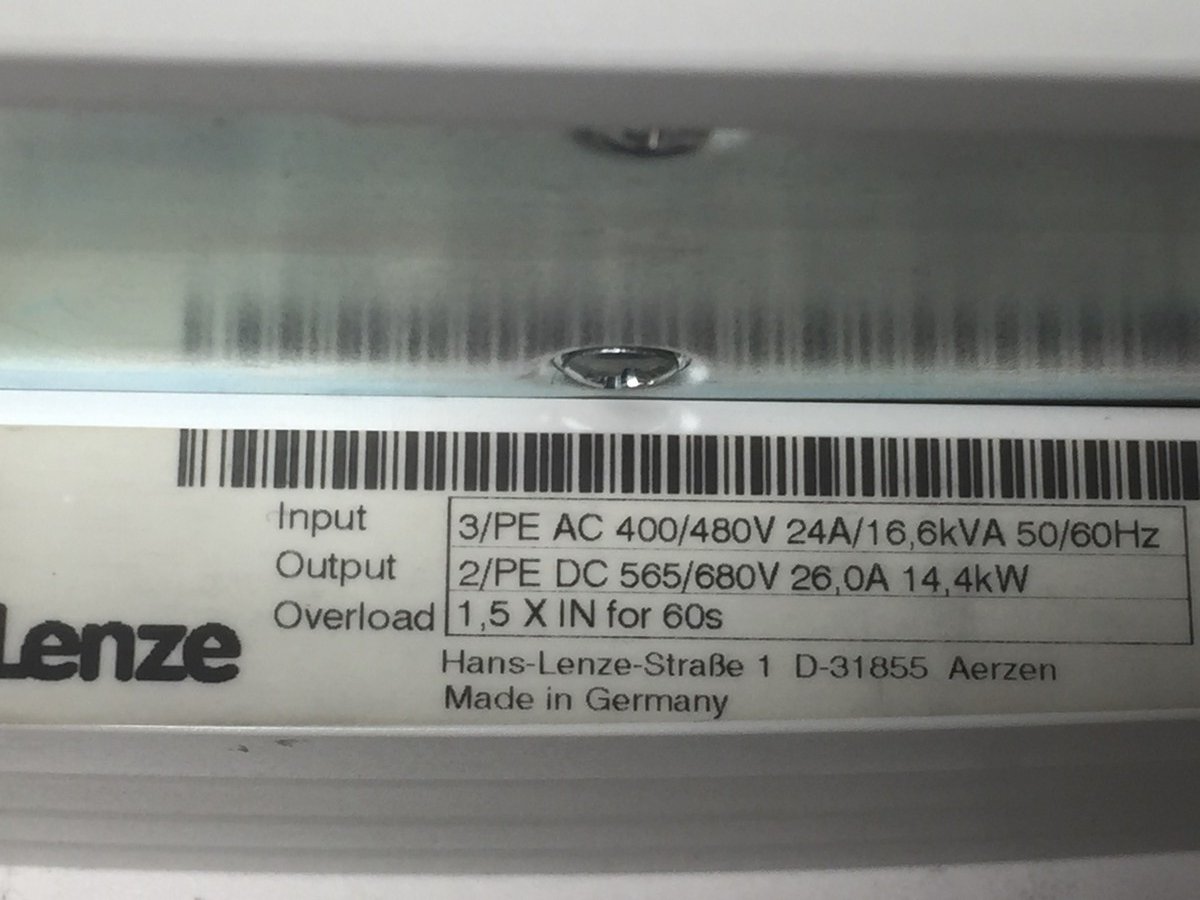 Input 3/PE AC 400/480V 24A/16,6kVA 50/60Hz
Output 2/PE DC 565/680V 26,0A 14,4kW
Overload 1,5 X IN for 60s
Lenze
Hans-Lenze-Straße 1 D-31855 Aerzen
Made in Germany